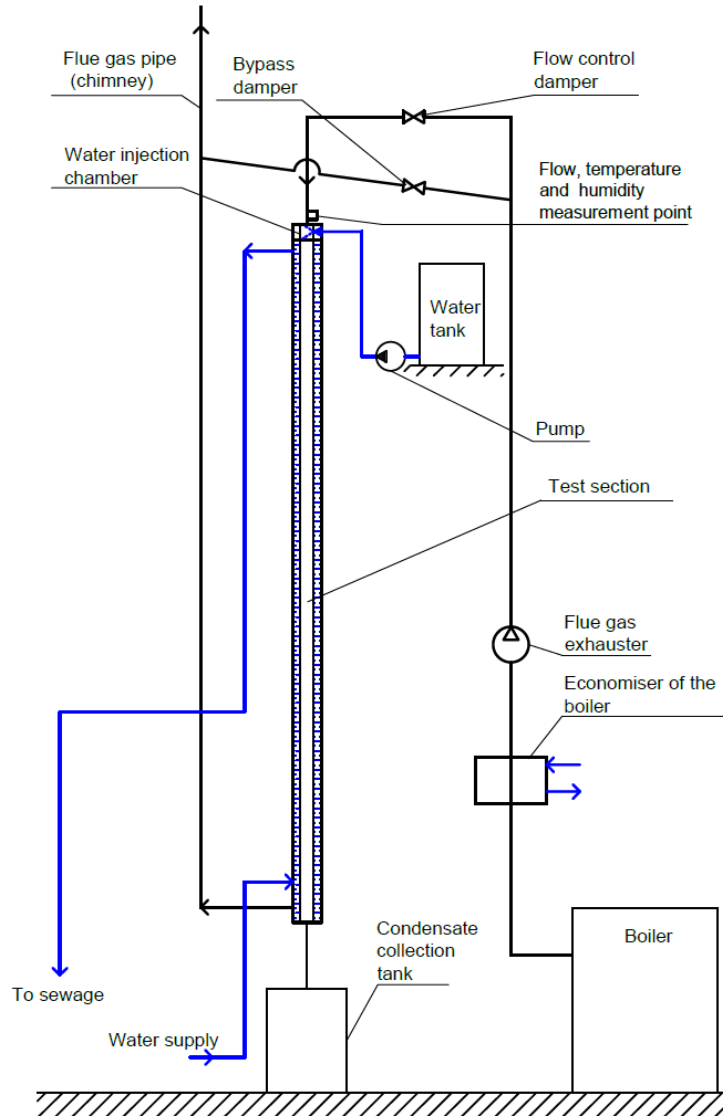 Flue gas pipe
(chimney)
Bypass
damper
Flow control
damper
Water injection
chamber
Flow, temperature
and humidity
measurement point
Water
tank
Pump
Test section
Flue gas
exhauster
Economiser of the
boiler
Condensate
collection
tank
Boiler
To sewage
Water supply